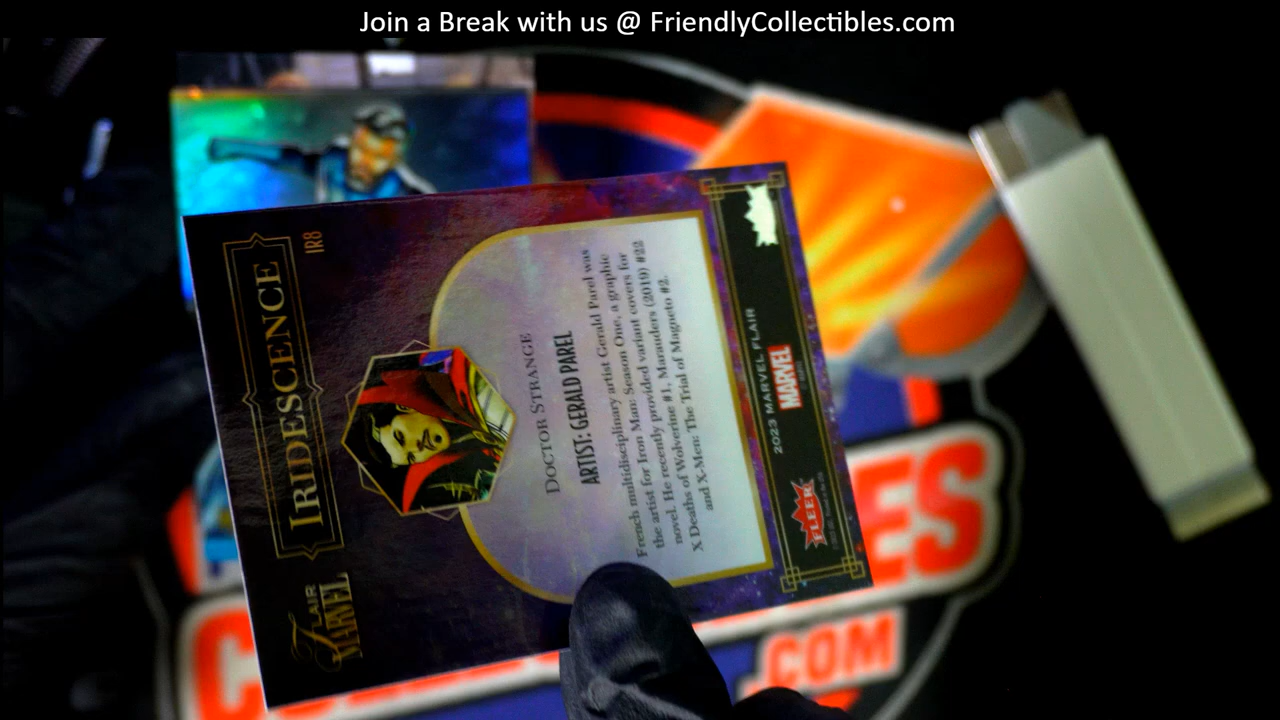 Join a Break with us @ FriendlyCollectibles.com
FLAIR
MARVEL
IRIDESCENCE
IR8
DOCTOR STRANGE
ARTIST: GERALD PAREL
French multidisciplinary artist Gerald Parel was
the artist for Iron Man: Season One, a graphic
novel. He recently provided variant covers for
X Deaths of Wolverine #1, Marauders (2019) #22
and X-Men: The Trial of Magneto #2.
FLEER
2023 MARVEL FLAIR
MARVEL
ES
.COM